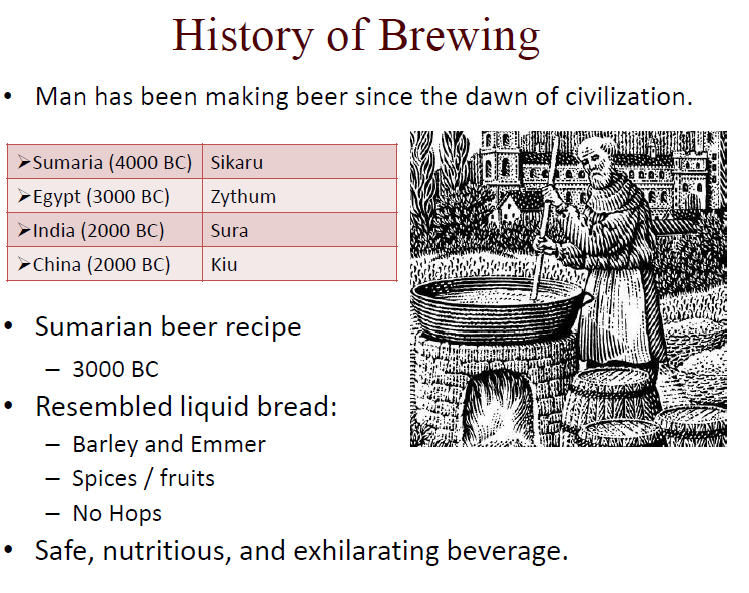 History of Brewing
• Man has been making beer since the dawn of civilization.
➢Sumaria (4000 BC) Sikaru
➢Egypt (3000 BC) Zythum
➢India (2000 BC) Sura
➢China (2000 BC) Kiu
• Sumarian beer recipe
– 3000 BC
• Resembled liquid bread:
– Barley and Emmer
– Spices / fruits
– No Hops
• Safe, nutritious, and exhilarating beverage.